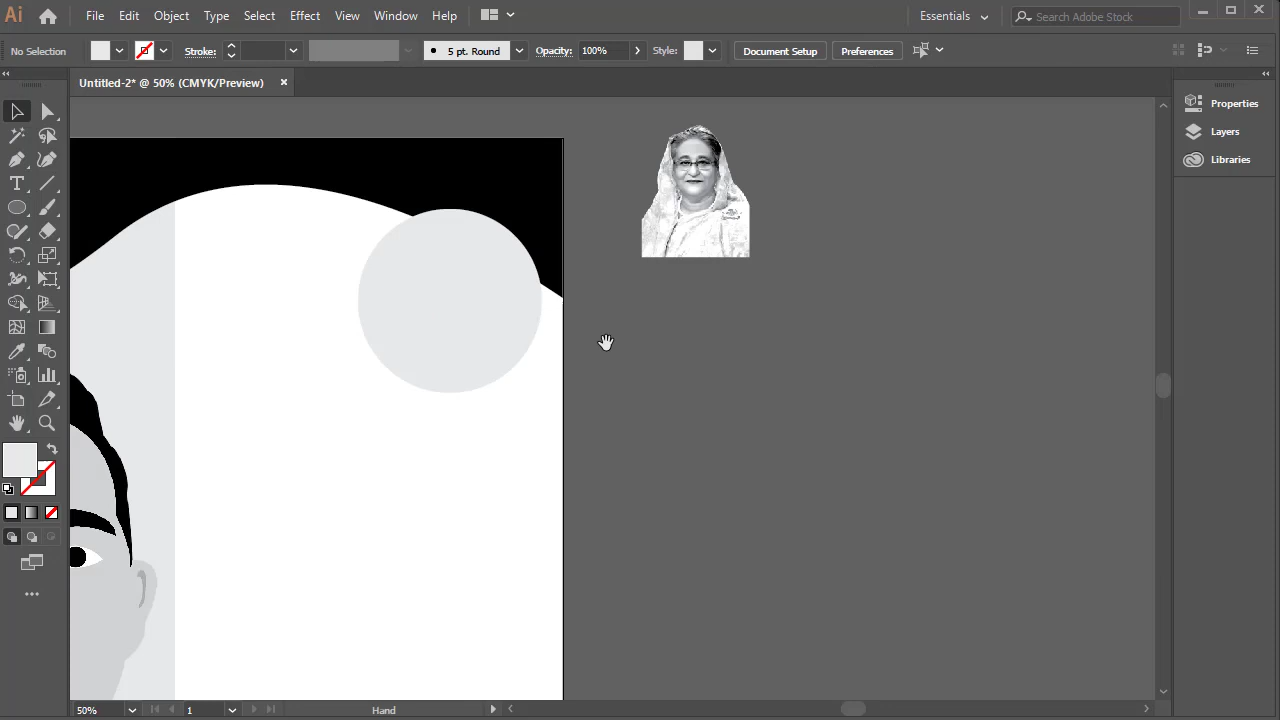 Ai File Edit Object Type Select Effect View Window Help Essentials Search Adobe Stock
No Selection Stroke: 5 pt. Round Opacity: 100% Style: Document Setup Preferences
Untitled-2* @ 50% (CMYK/Preview)
Properties
Layers
Libraries
50% 1 Hand